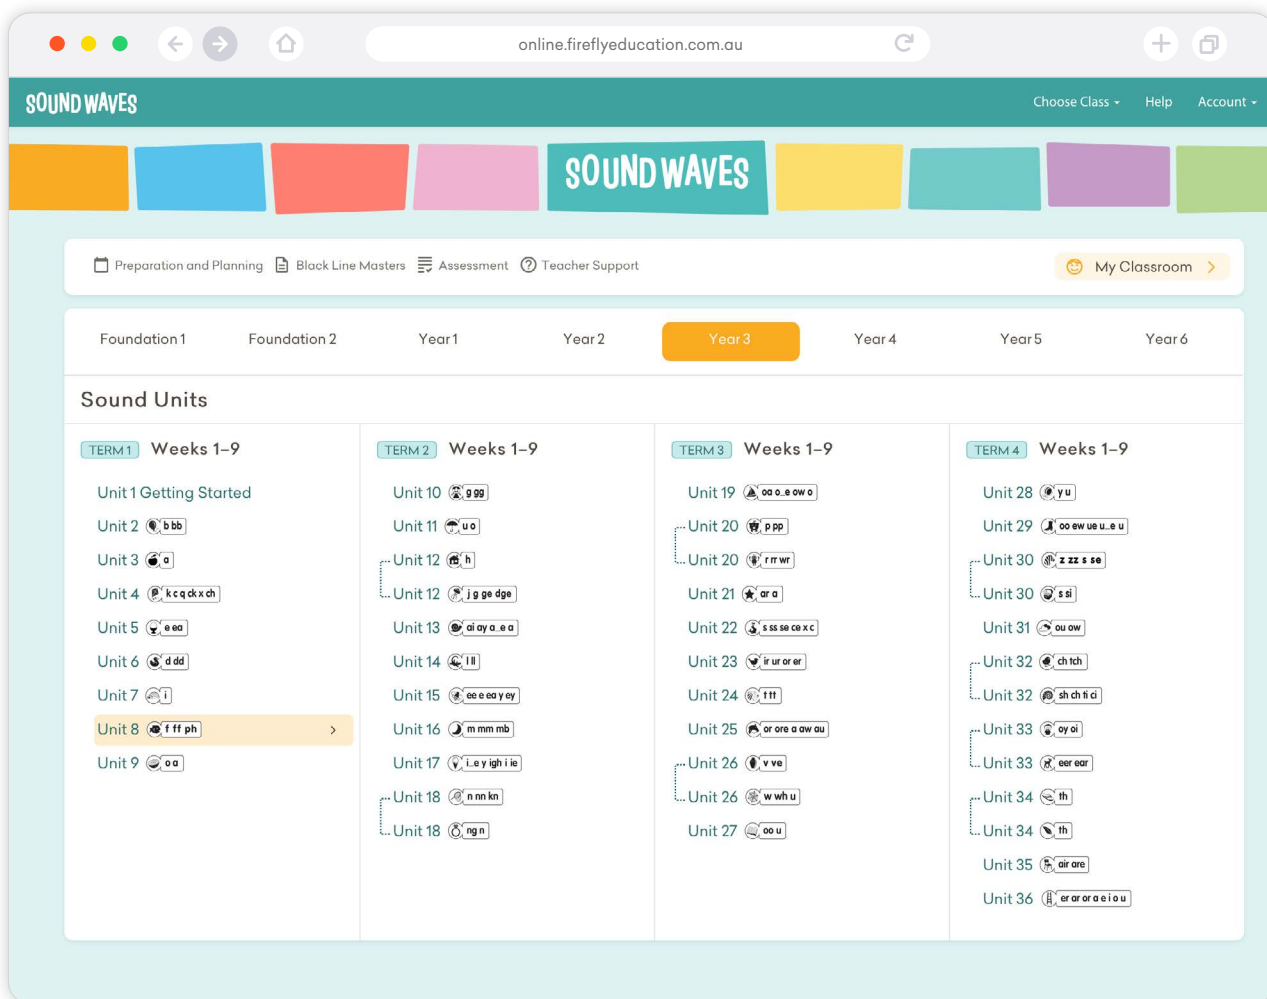 online.fireflyeducation.com.au
SOUND WAVES
Choose Class
Help
Account
SOUND WAVES
Preparation and Planning
Black Line Masters
Assessment
Teacher Support
My Classroom
Foundation 1
Foundation 2
Year 1
Year 2
Year 3
Year 4
Year 5
Year 6
Sound Units
TERM 1 Weeks 1–9
Unit 1 Getting Started
Unit 2 b bb
Unit 3 a
Unit 4 k c q ck x ch
Unit 5 e ea
Unit 6 d dd
Unit 7 i
Unit 8 f ff ph
Unit 9 o a
TERM 2 Weeks 1–9
Unit 10 g gg
Unit 11 u o
Unit 12 h
Unit 12 j g ge dge
Unit 13 ai ay a_e a
Unit 14 l ll
Unit 15 ee e ea y ey
Unit 16 m mm mb
Unit 17 i_e y igh i ie
Unit 18 n nn kn
Unit 18 ng n
TERM 3 Weeks 1–9
Unit 19 oa o_e ow o
Unit 20 p pp
Unit 20 r rr wr
Unit 21 ar a
Unit 22 s ss se ce x c
Unit 23 ir ur or er
Unit 24 t tt
Unit 25 or ore a aw au
Unit 26 v ve
Unit 26 w wh u
Unit 27 oo u
TERM 4 Weeks 1–9
Unit 28 y u
Unit 29 oo ew ue u_e u
Unit 30 z zz s se
Unit 30 s si
Unit 31 ou ow
Unit 32 ch tch
Unit 32 sh ch ti ci
Unit 33 oy oi
Unit 33 eer ear
Unit 34 th
Unit 34 th
Unit 35 air are
Unit 36 er ar or a e i o u